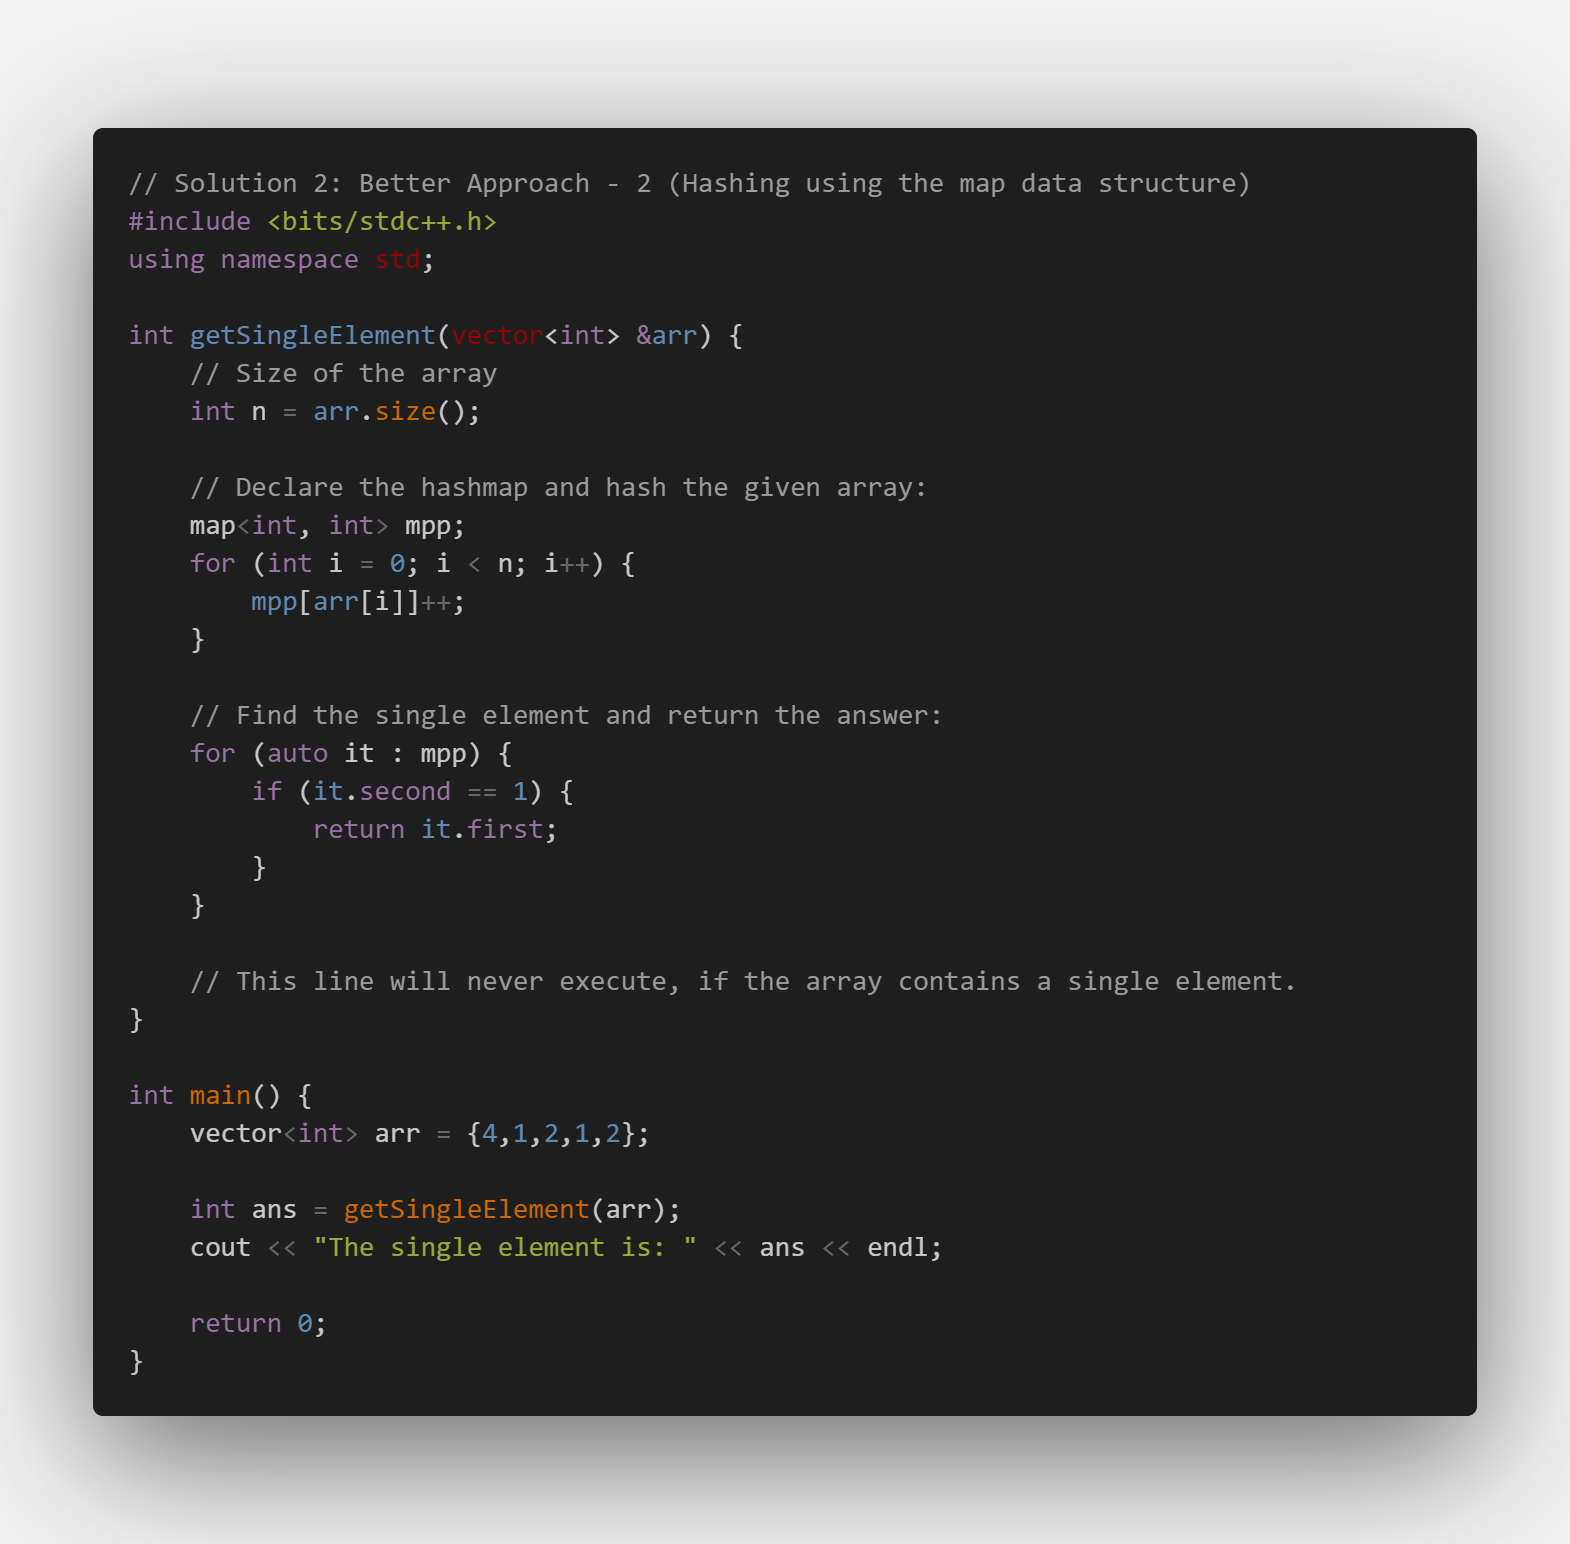 // Solution 2: Better Approach - 2 (Hashing using the map data structure)
#include <bits/stdc++.h>
using namespace std;

int getSingleElement(vector<int> &arr) {
    // Size of the array
    int n = arr.size();

    // Declare the hashmap and hash the given array:
    map<int, int> mpp;
    for (int i = 0; i < n; i++) {
        mpp[arr[i]]++;
    }

    // Find the single element and return the answer:
    for (auto it : mpp) {
        if (it.second == 1) {
            return it.first;
        }
    }

    // This line will never execute, if the array contains a single element.
}

int main() {
    vector<int> arr = {4,1,2,1,2};

    int ans = getSingleElement(arr);
    cout << "The single element is: " << ans << endl;

    return 0;
}